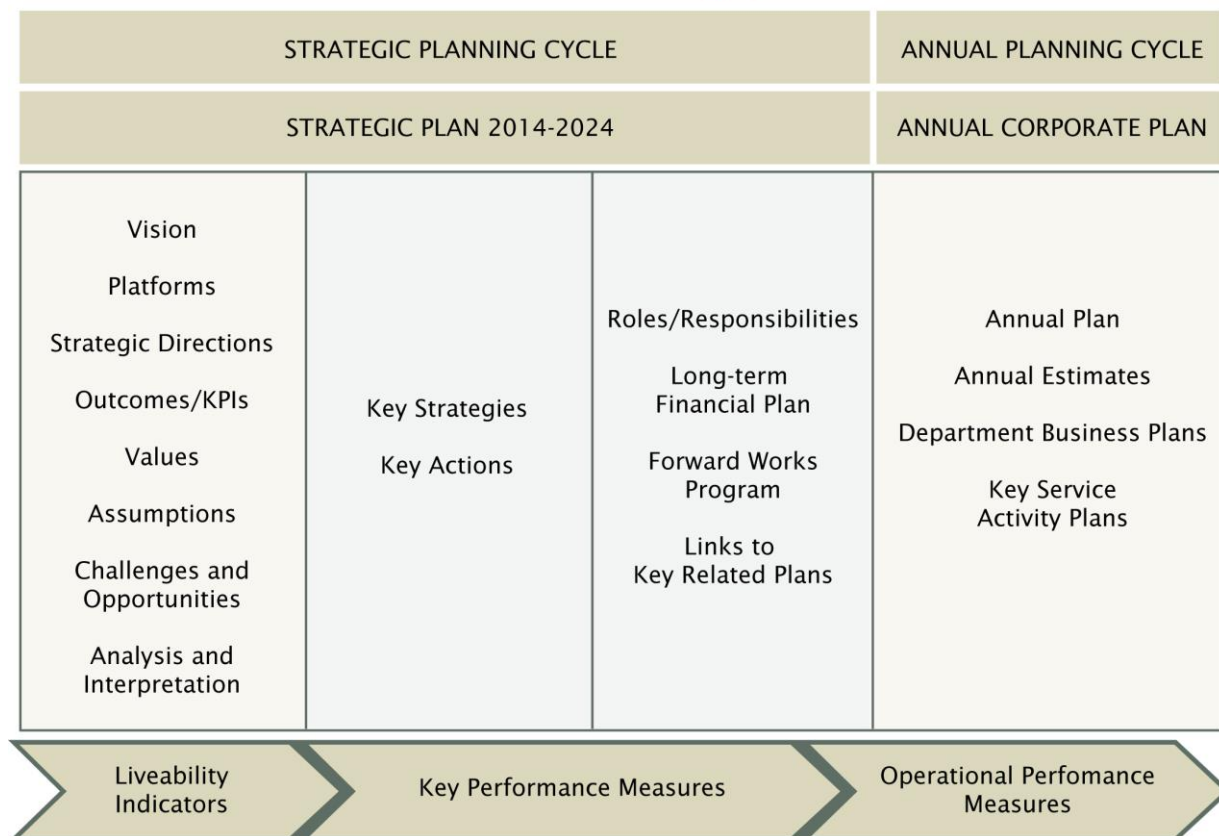 STRATEGIC PLANNING CYCLE
ANNUAL PLANNING CYCLE
STRATEGIC PLAN 2014-2024
ANNUAL CORPORATE PLAN
Vision
Platforms
Strategic Directions
Outcomes/KPIs
Values
Assumptions
Challenges and
Opportunities
Analysis and
Interpretation
Key Strategies
Key Actions
Roles/Responsibilities
Long-term
Financial Plan
Forward Works
Program
Links to
Key Related Plans
Annual Plan
Annual Estimates
Department Business Plans
Key Service
Activity Plans
Liveability
Indicators
Key Performance Measures
Operational Perfomance
Measures